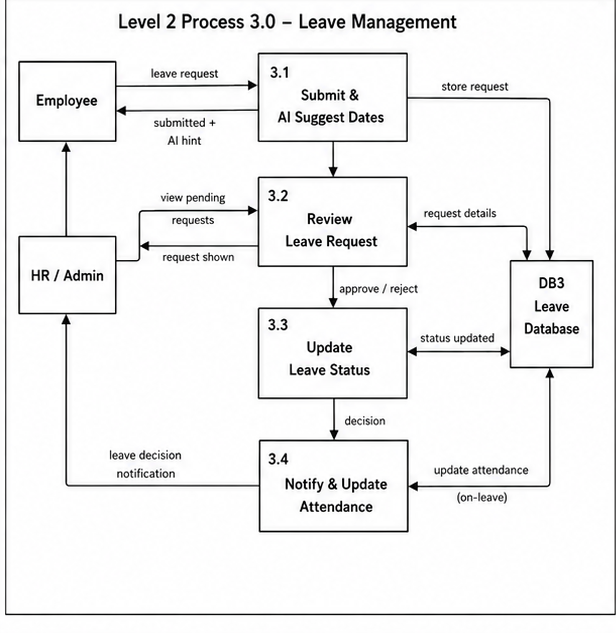 Level 2 Process 3.0 – Leave Management
Employee
leave request
submitted +
AI hint
3.1
Submit &
AI Suggest Dates
store request
HR / Admin
view pending
requests
request shown
3.2
Review
Leave Request
request details
DB3
Leave
Database
approve / reject
3.3
Update
Leave Status
status updated
decision
3.4
Notify & Update
Attendance
leave decision
notification
update attendance
(on-leave)